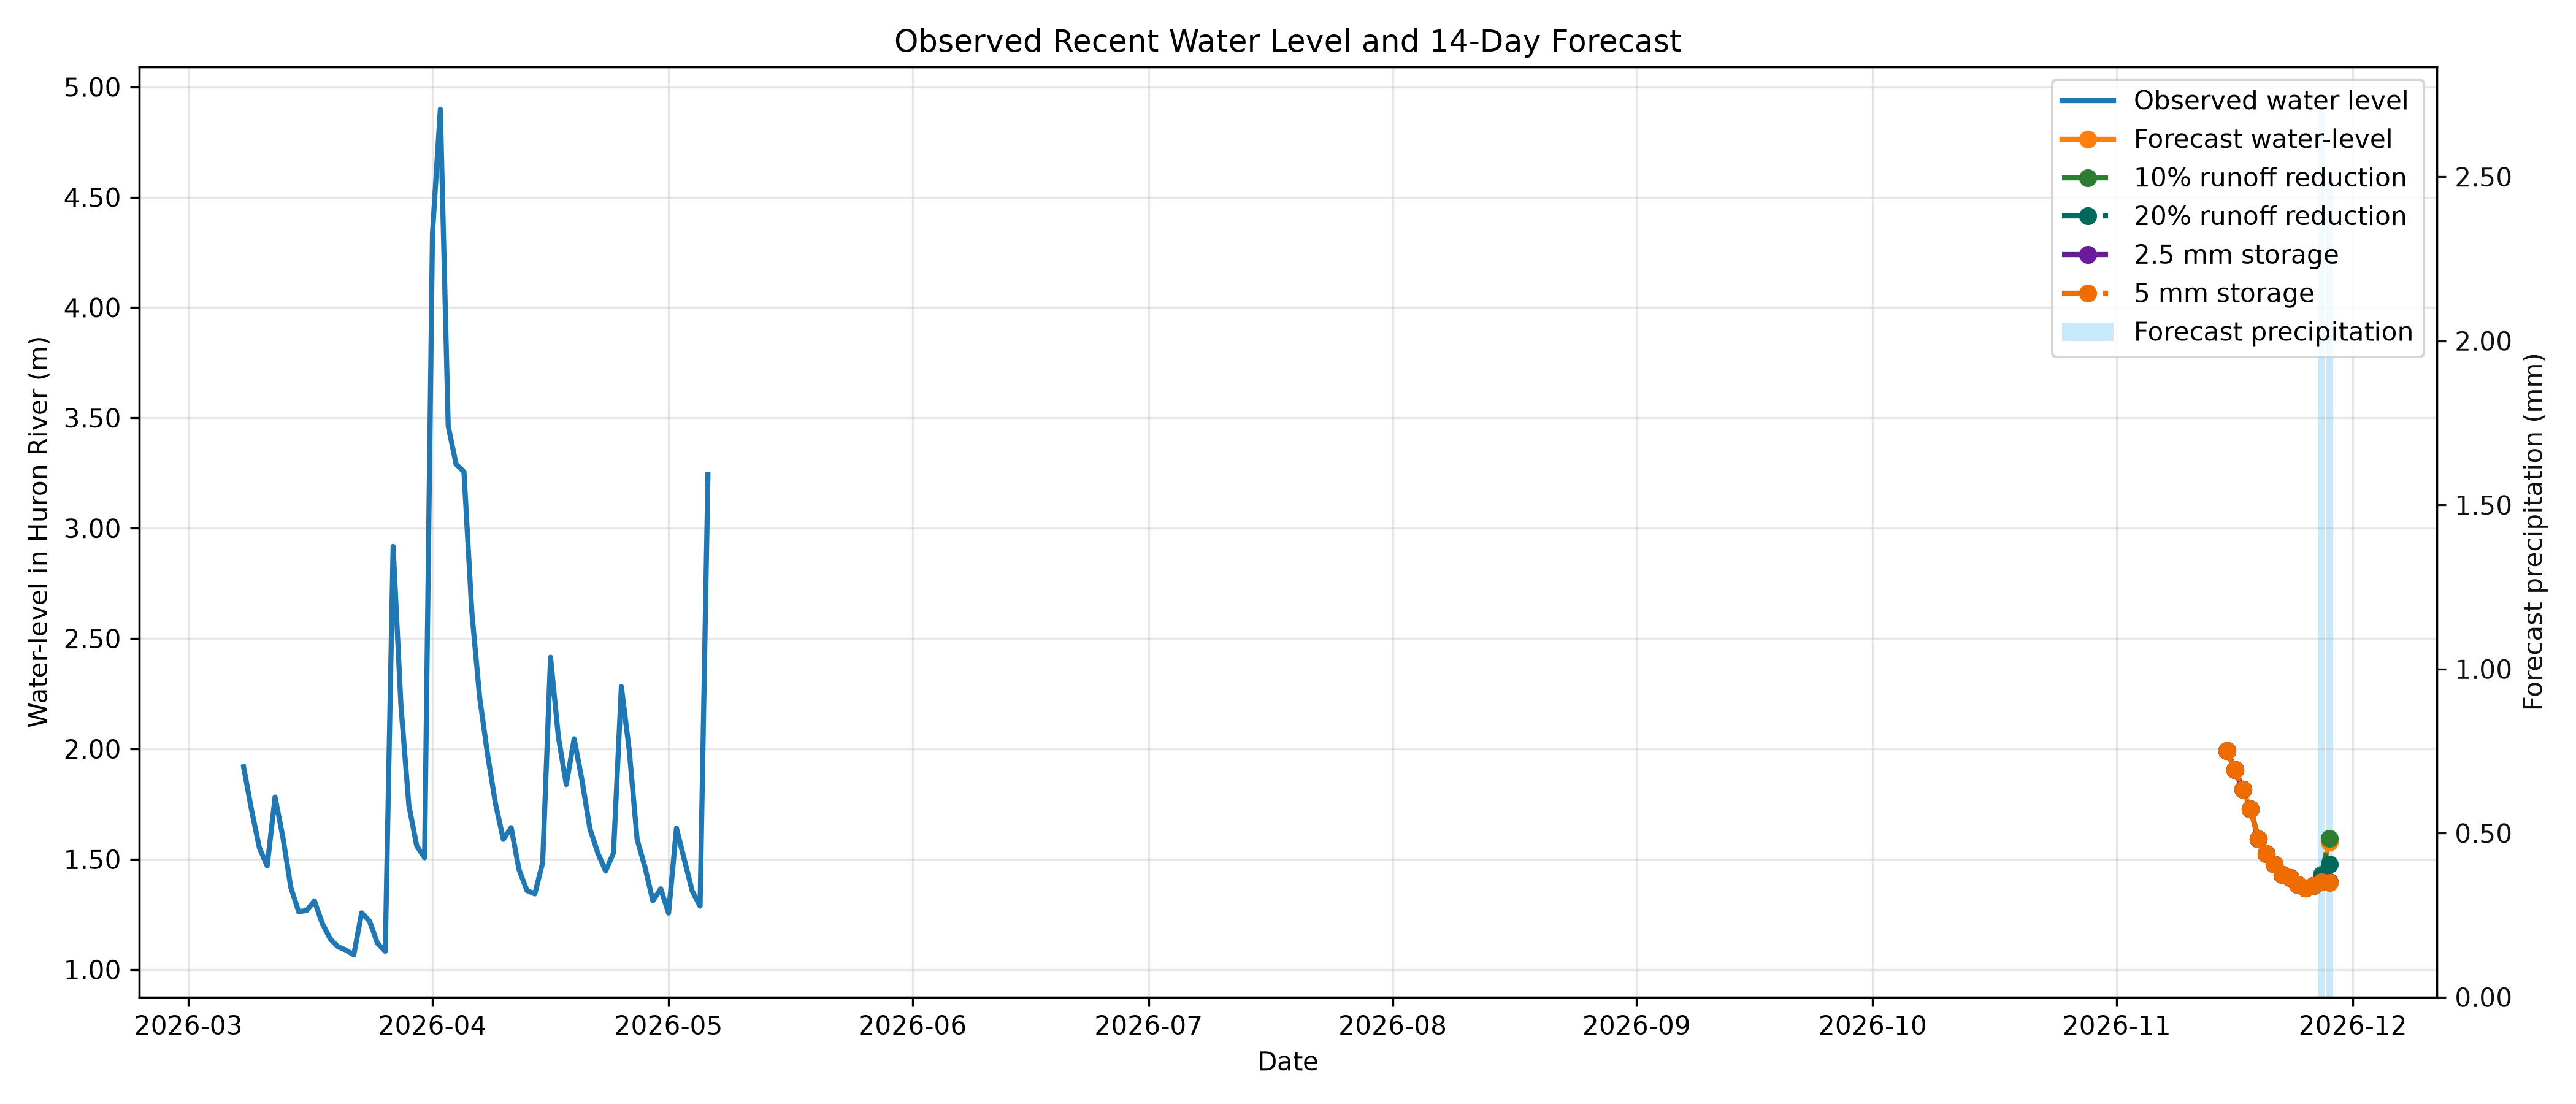 Observed Recent Water Level and 14-Day Forecast
5.00
4.50
4.00
3.50
3.00
2.50
2.00
1.50
1.00
Water-level in Huron River (m)
Observed water level
Forecast water-level
10% runoff reduction
20% runoff reduction
2.5 mm storage
5 mm storage
Forecast precipitation
2.50
2.00
1.50
1.00
0.50
0.00
Forecast precipitation (mm)
2026-03 2026-04 2026-05 2026-06 2026-07 2026-08 2026-09 2026-10 2026-11 2026-12
Date